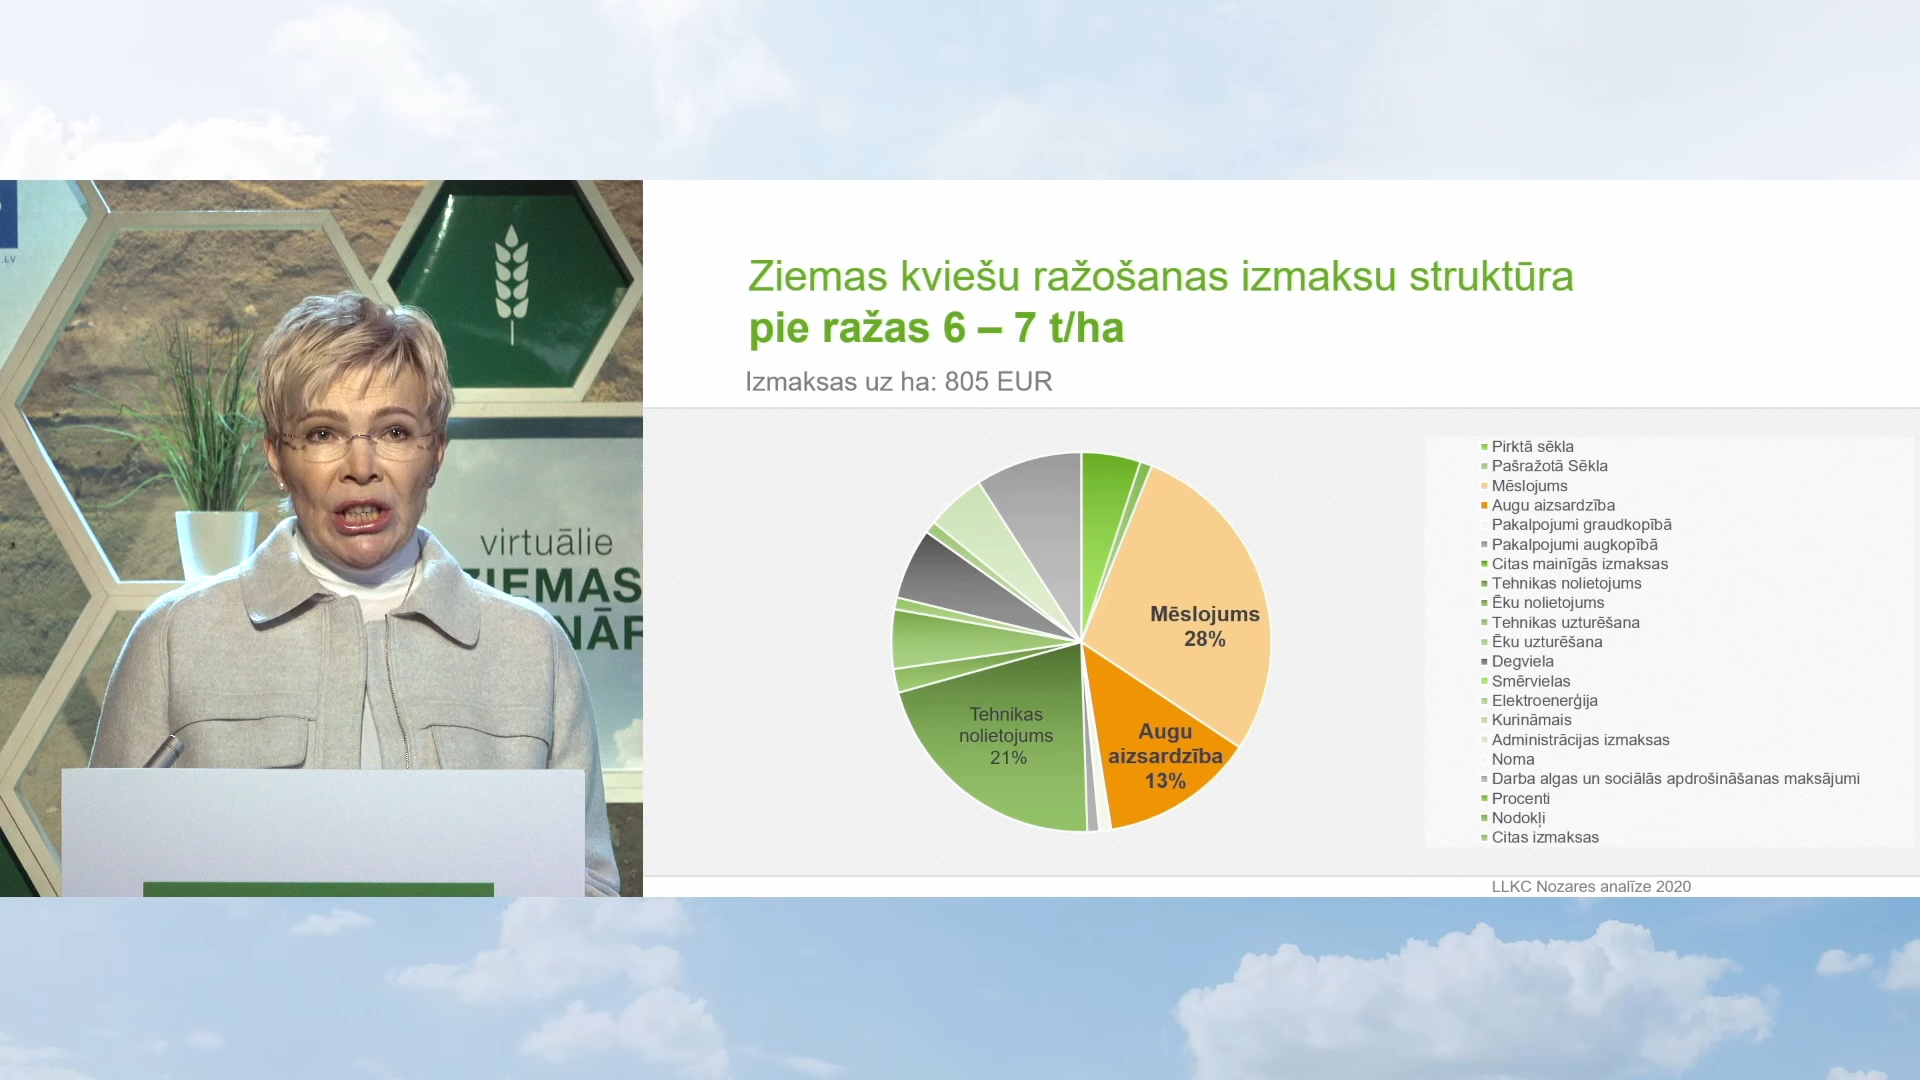 .LV
virtuālie
ZIEMAS
Ziemas kviešu ražošanas izmaksu struktūra
pie ražas 6 – 7 t/ha
Izmaksas uz ha: 805 EUR
Mēslojums
28%
Augu
aizsardzība
13%
Tehnikas
nolietojums
21%
Pirktā sēkla
Pašražotā Sēkla
Mēslojums
Augu aizsardzība
Pakalpojumi graudkopībā
Pakalpojumi augkopībā
Citas mainīgās izmaksas
Tehnikas nolietojums
Ēku nolietojums
Tehnikas uzturēšana
Ēku uzturēšana
Degviela
Smērvielas
Elektroenerģija
Kurināmais
Administrācijas izmaksas
Noma
Darba algas un sociālās apdrošināšanas maksājumi
Procenti
Nodokļi
Citas izmaksas
LLKC Nozares analīze 2020